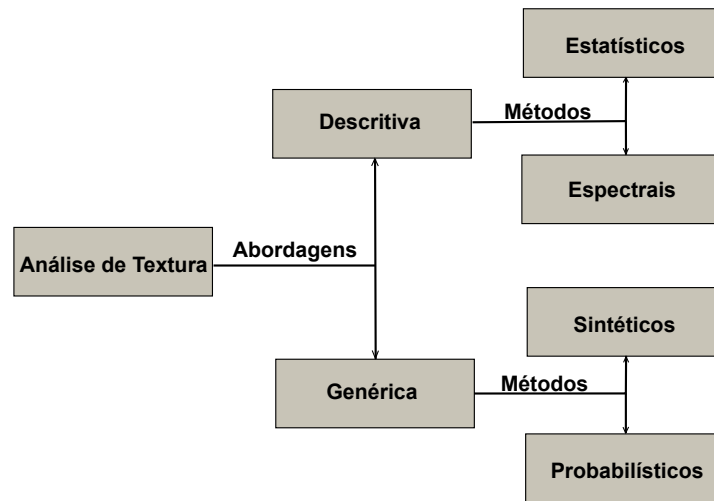 Estatísticos
Descritiva
Métodos
Espectrais
Análise de Textura
Abordagens
Sintéticos
Genérica
Métodos
Probabilísticos